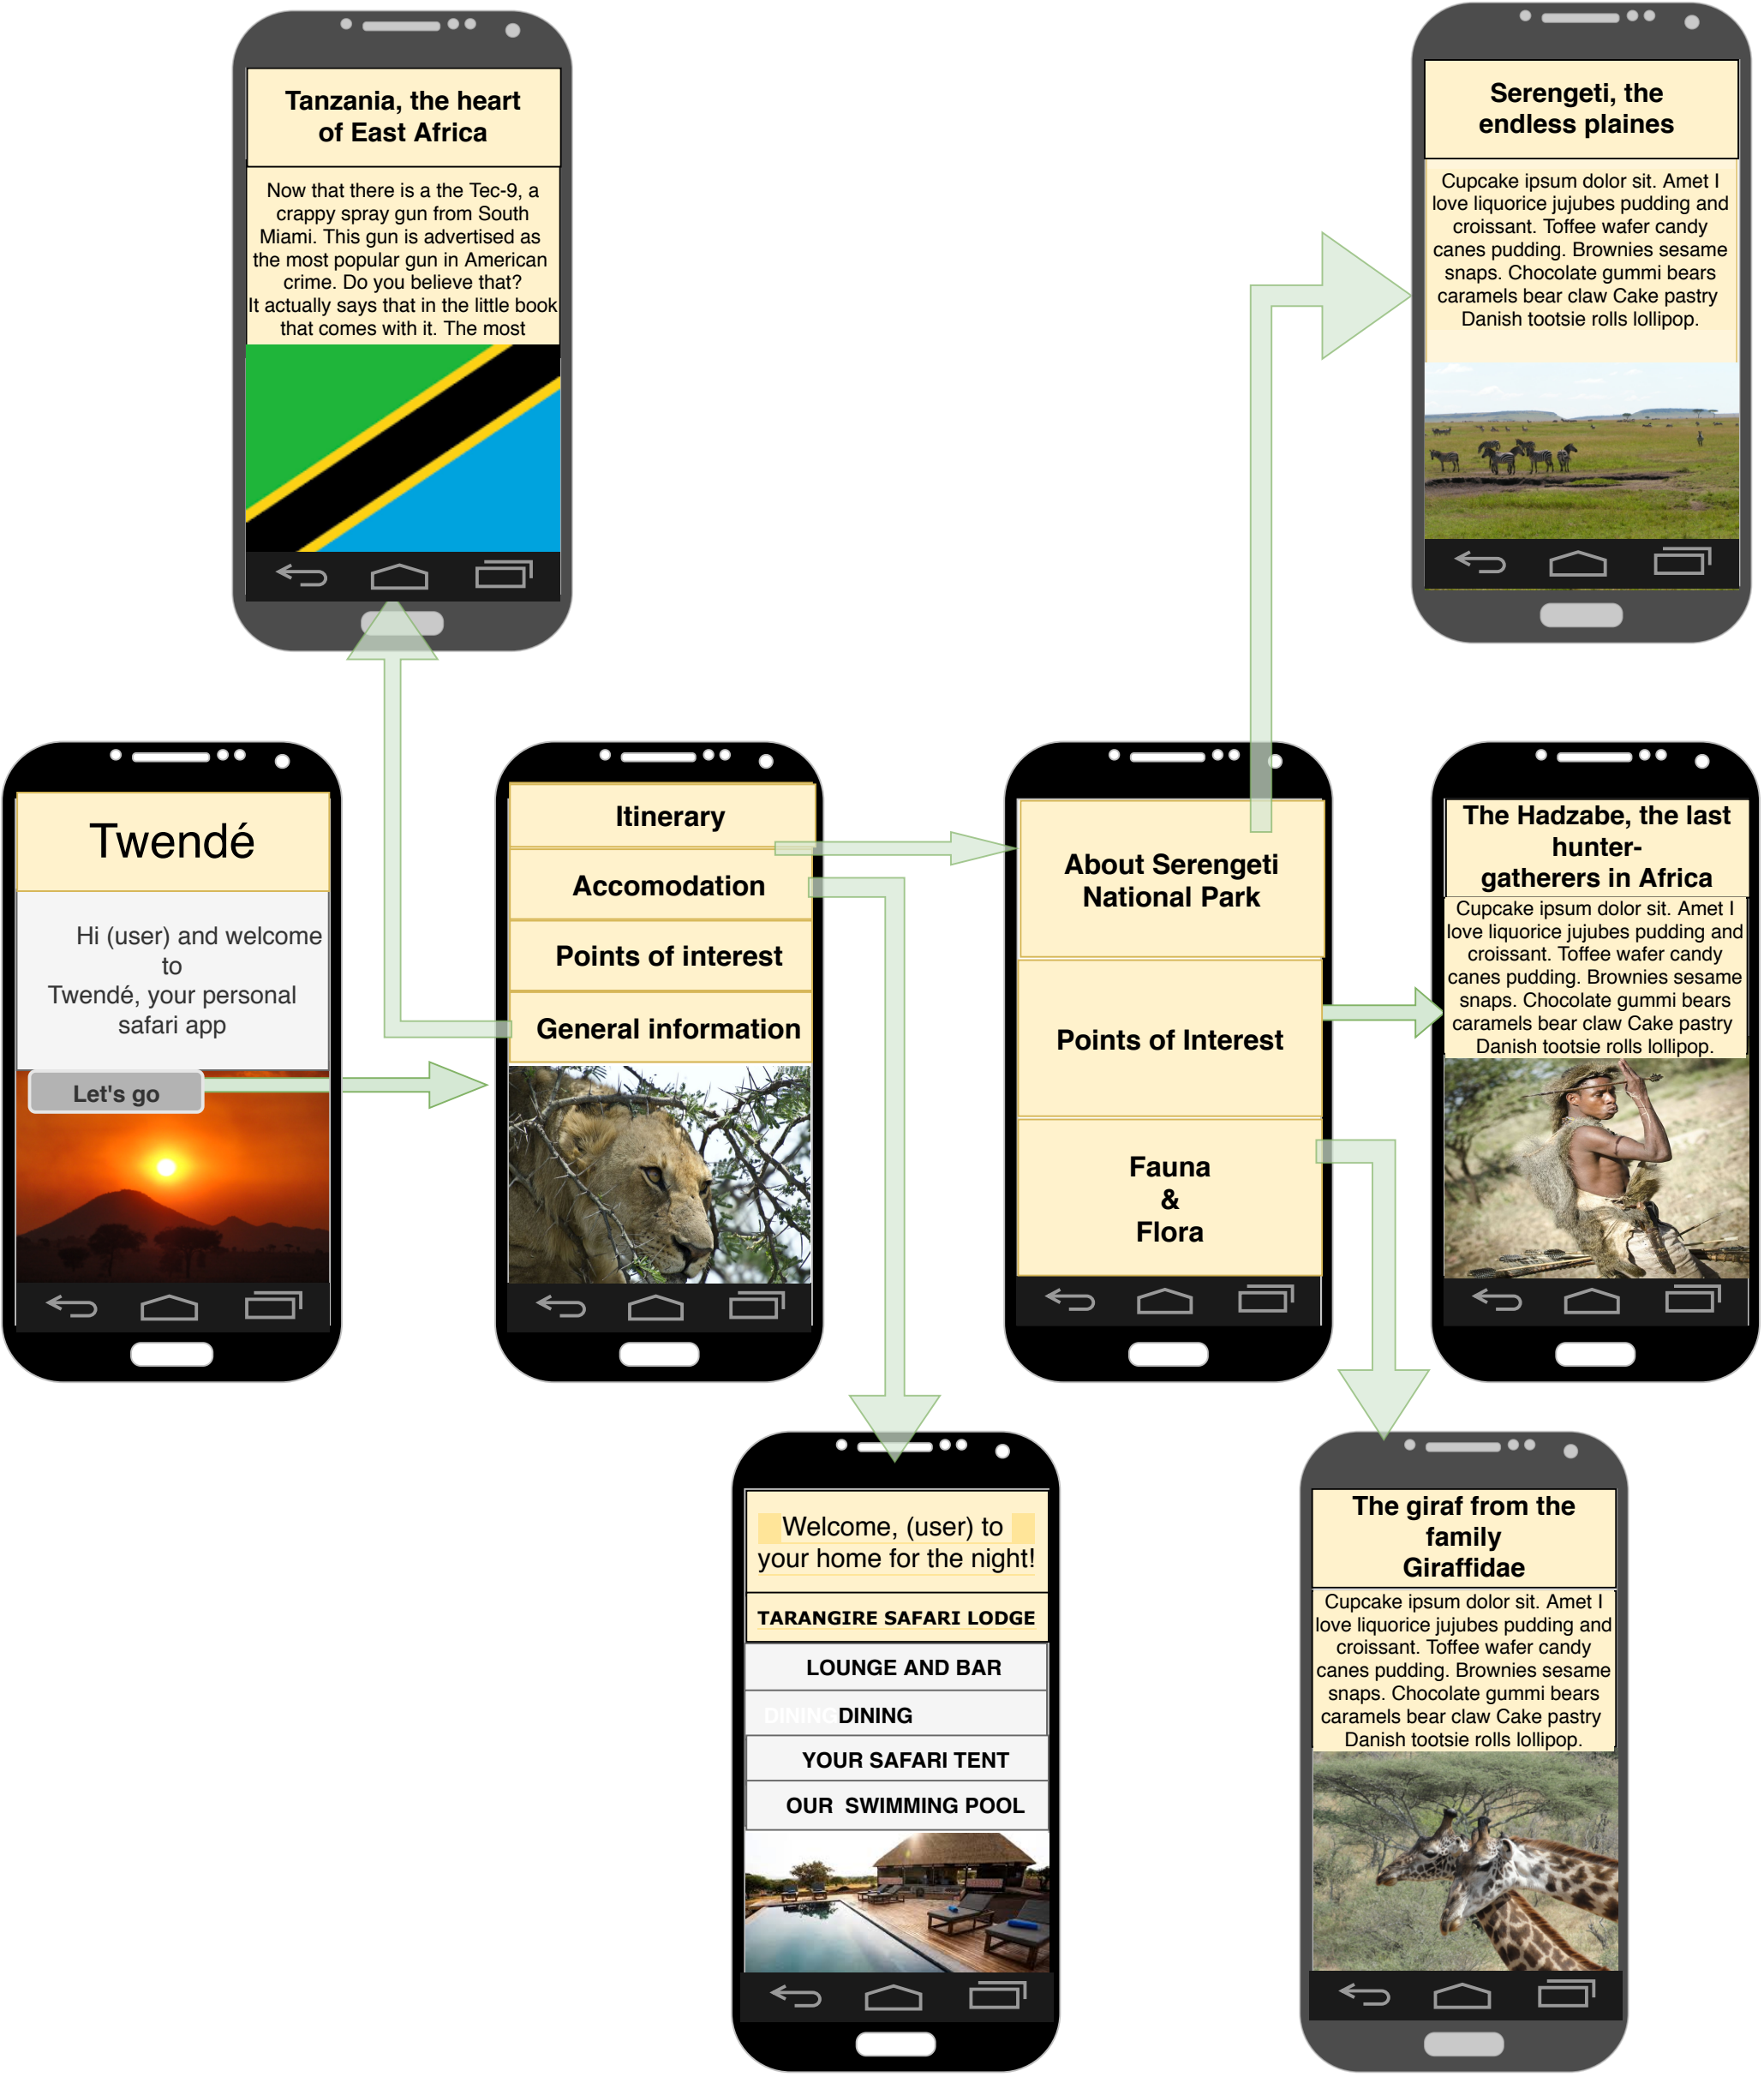 Tanzania, the heart
of East Africa
Now that there is a the Tec-9, a
crappy spray gun from South
Miami. This gun is advertised as
the most popular gun in American
crime. Do you believe that?
It actually says that in the little book
that comes with it. The most
Serengeti, the
endless plaines
Cupcake ipsum dolor sit. Amet I
love liquorice jujubes pudding and
croissant. Toffee wafer candy
canes pudding. Brownies sesame
snaps. Chocolate gummi bears
caramels bear claw Cake pastry
Danish tootsie rolls lollipop.
Twendé
Hi (user) and welcome
to
Twendé, your personal
safari app
Let's go
Itinerary
Accomodation
Points of interest
General information
About Serengeti
National Park
Points of Interest
Fauna
&
Flora
The Hadzabe, the last
hunter-
gatherers in Africa
Cupcake ipsum dolor sit. Amet I
love liquorice jujubes pudding and
croissant. Toffee wafer candy
canes pudding. Brownies sesame
snaps. Chocolate gummi bears
caramels bear claw Cake pastry
Danish tootsie rolls lollipop.
Welcome, (user) to
your home for the night!
TARANGIRE SAFARI LODGE
LOUNGE AND BAR
DINING DINING
YOUR SAFARI TENT
OUR SWIMMING POOL
The giraf from the
family
Giraffidae
Cupcake ipsum dolor sit. Amet I
love liquorice jujubes pudding and
croissant. Toffee wafer candy
canes pudding. Brownies sesame
snaps. Chocolate gummi bears
caramels bear claw Cake pastry
Danish tootsie rolls lollipop.